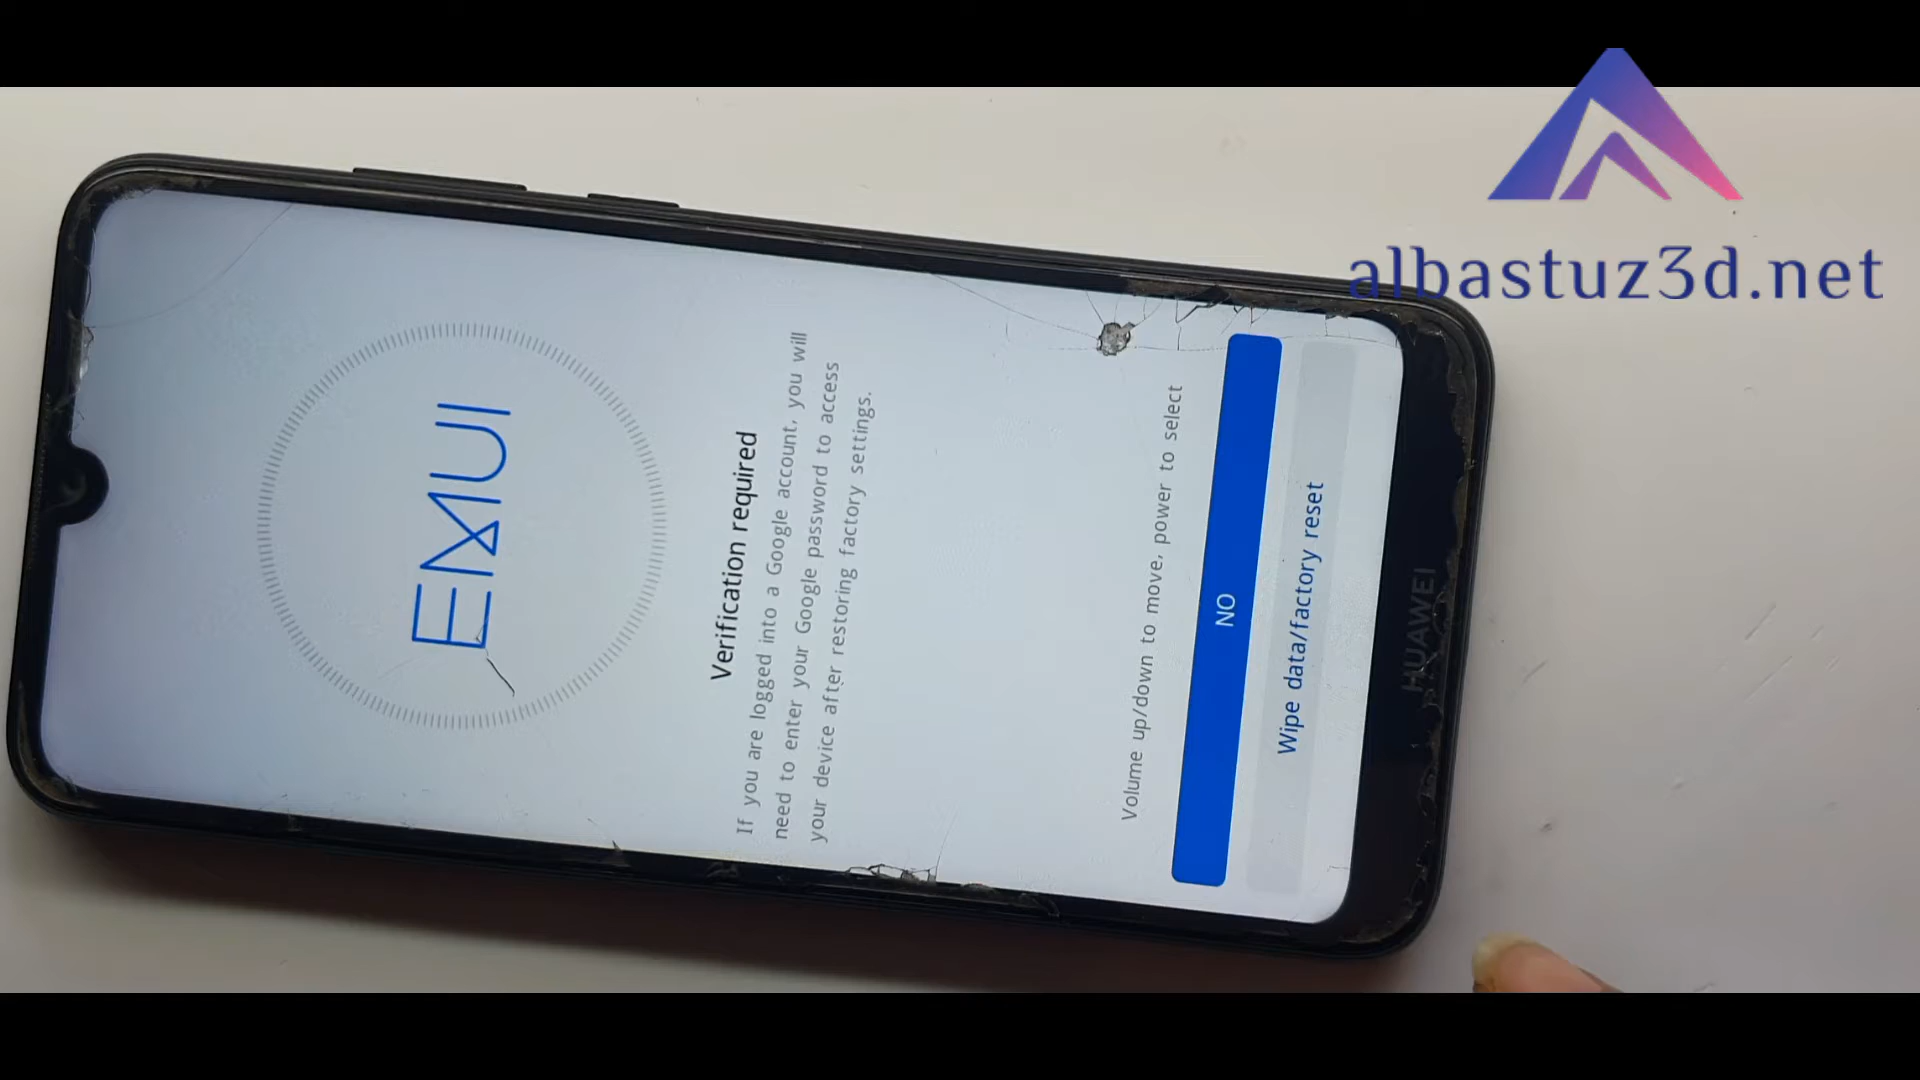 albastuz3d.net
EMUI
Verification required
If you are logged into a Google account, you will
need to enter your Google password to access
your device after restoring factory settings.
Volume up/down to move, power to select
NO
Wipe data/factory reset
HUAWEI